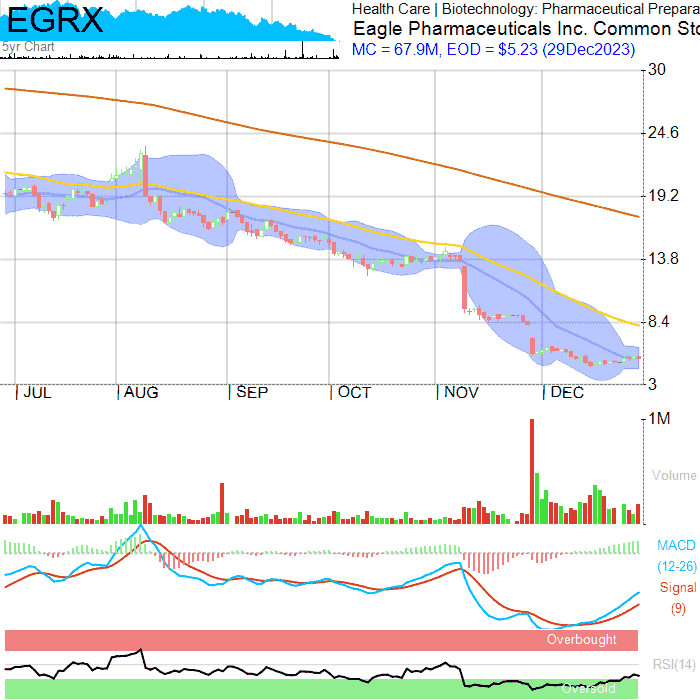 EGRX
5yr Chart
Health Care | Biotechnology: Pharmaceutical Prepara
Eagle Pharmaceuticals Inc. Common Sto
MC = 67.9M, EOD = $5.23 (29Dec2023)
30
24.6
19.2
13.8
8.4
3
JUL AUG SEP OCT NOV DEC
1M
Volume
MACD
(12-26)
Signal
(9)
Overbought
RSI(14)
Oversold